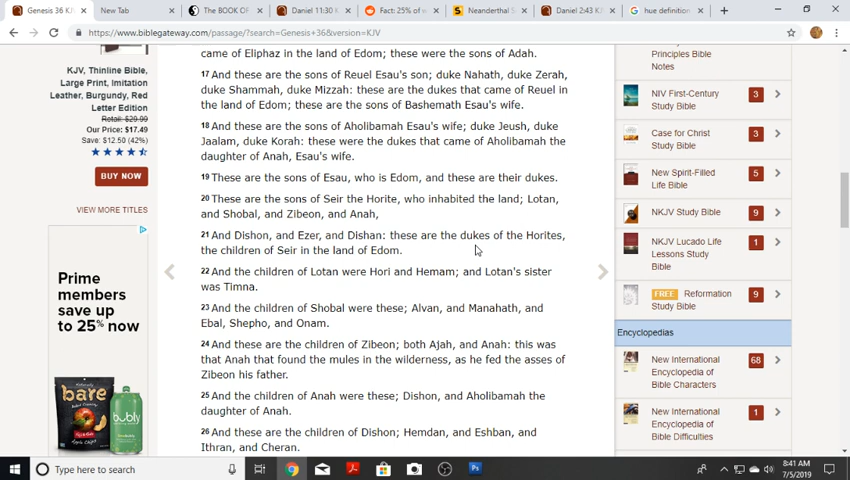 Genesis 36 KJV
New Tab
The BOOK OF
Daniel 11:30 K
Fact: 25% of w
Neanderthal S
Daniel 2:43 KJ
hue definition
https://www.biblegateway.com/passage/?search=Genesis+36&version=KJV
KJV, Thinline Bible,
Large Print, Imitation
Leather, Burgundy, Red
Letter Edition
Retail: $29.99
Our Price: $17.49
Save: $12.50 (42%)
BUY NOW
VIEW MORE TITLES
Prime
members
save up
to 25% now
bare
bubly
came of Eliphaz in the land of Edom; these were the sons of Adah.
17 And these are the sons of Reuel Esau's son; duke Nahath, duke Zerah,
duke Shammah, duke Mizzah: these are the dukes that came of Reuel in
the land of Edom; these are the sons of Bashemath Esau's wife.
18 And these are the sons of Aholibamah Esau's wife; duke Jeush, duke
Jaalam, duke Korah: these were the dukes that came of Aholibamah the
daughter of Anah, Esau's wife.
19 These are the sons of Esau, who is Edom, and these are their dukes.
20 These are the sons of Seir the Horite, who inhabited the land; Lotan,
and Shobal, and Zibeon, and Anah,
21 And Dishon, and Ezer, and Dishan: these are the dukes of the Horites,
the children of Seir in the land of Edom.
22 And the children of Lotan were Hori and Hemam; and Lotan's sister
was Timna.
23 And the children of Shobal were these; Alvan, and Manahath, and
Ebal, Shepho, and Onam.
24 And these are the children of Zibeon; both Ajah, and Anah: this was
that Anah that found the mules in the wilderness, as he fed the asses of
Zibeon his father.
25 And the children of Anah were these; Dishon, and Aholibamah the
daughter of Anah.
26 And these are the children of Dishon; Hemdan, and Eshban, and
Ithran, and Cheran.
Principles Bible
Notes
NIV First-Century
Study Bible
3
Case for Christ
Study Bible
3
New Spirit-Filled
Life Bible
5
NKJV Study Bible
9
NKJV Lucado Life
Lessons Study
Bible
1
FREE Reformation
Study Bible
9
Encyclopedias
New International
Encyclopedia of
Bible Characters
68
New International
Encyclopedia of
Bible Difficulties
1
Type here to search
8:41 AM
7/5/2019